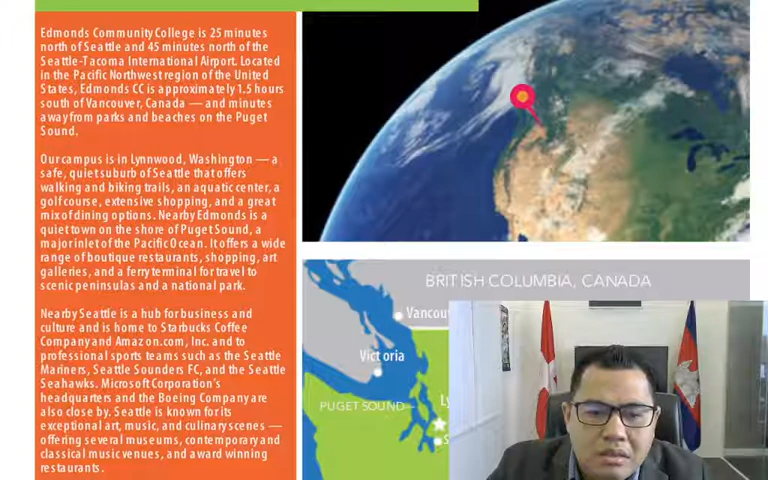 Edmonds Community College is 25 minutes
north of Seattle and 45 minutes north of the
Seattle-Tacoma International Airport. Located
in the Pacific Northwest region of the United
States, Edmonds CC is approximately 1.5 hours
south of Vancouver, Canada — and minutes
away from parks and beaches on the Puget
Sound.
Our campus is in Lynnwood, Washington — a
safe, quiet suburb of Seattle that offers
walking and biking trails, an aquatic center, a
golf course, extensive shopping, and a great
mix of dining options. Nearby Edmonds is a
quiet town on the shore of Puget Sound, a
major inlet of the Pacific Ocean. It offers a wide
range of boutique restaurants, shopping, art
galleries, and a ferry terminal for travel to
scenic peninsulas and a national park.
Nearby Seattle is a hub for business and
culture and is home to Starbucks Coffee
Company and Amazon.com, Inc. and to
professional sports teams such as the Seattle
Mariners, Seattle Sounders FC, and the Seattle
Seahawks. Microsoft Corporation's
headquarters and the Boeing Company are
also close by. Seattle is known for its
exceptional art, music, and culinary scenes —
offering several museums, contemporary and
classical music venues, and award winning
restaurants.
BRITISH COLUMBIA, CANADA
Vancou
Victoria
PUGET SOUND
Ly
S